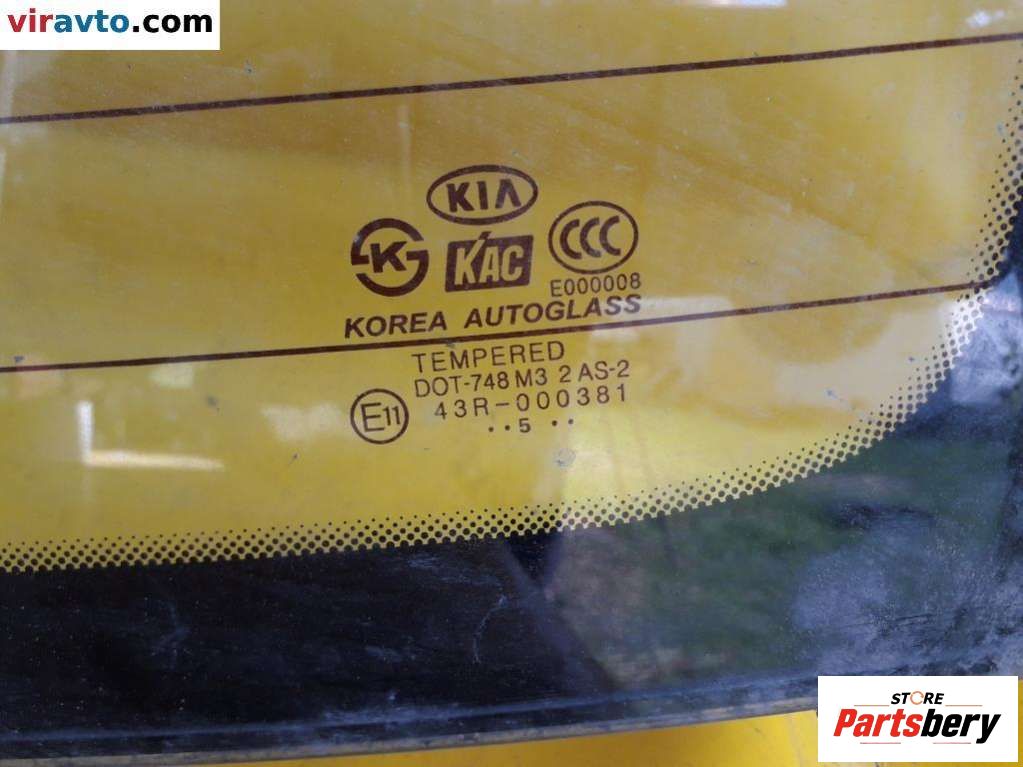 viravto.com
KIA
K
KAC
CCC
E000008
KOREA AUTOGLASS
TEMPERED
DOT-748 M3 2 AS-2
E11
43R-000381
··5 ··
STORE
Partsbery